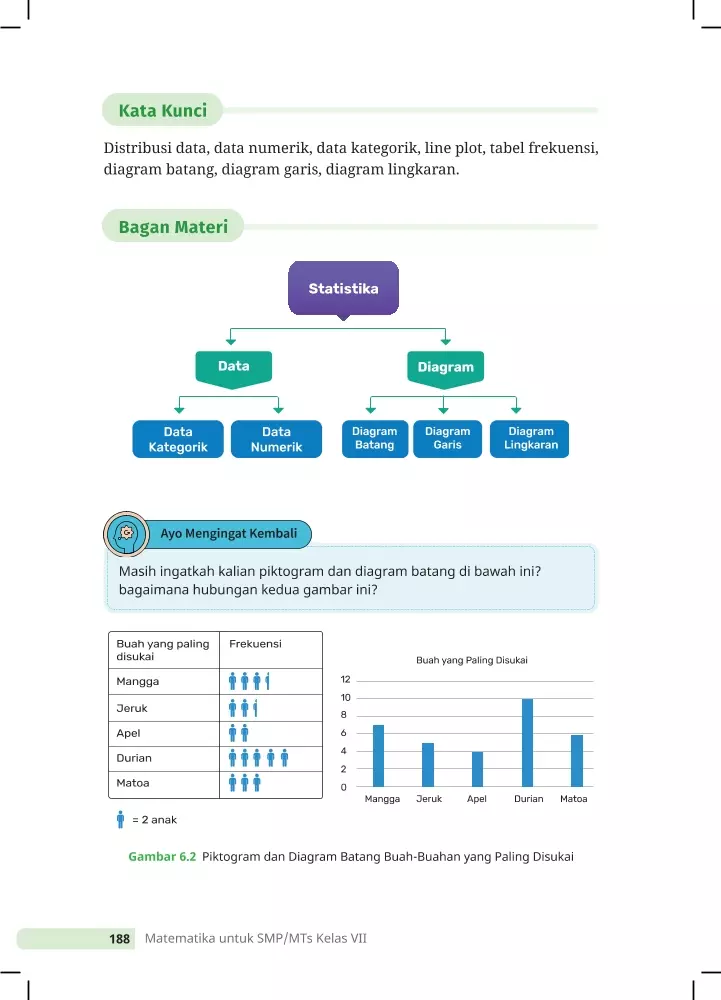 Kata Kunci
Distribusi data, data numerik, data kategorik, line plot, tabel frekuensi,
diagram batang, diagram garis, diagram lingkaran.
Bagan Materi
Statistika
Data
Diagram
Data
Kategorik
Data
Numerik
Diagram
Batang
Diagram
Garis
Diagram
Lingkaran
Ayo Mengingat Kembali
Masih ingatkah kalian piktogram dan diagram batang di bawah ini?
bagaimana hubungan kedua gambar ini?
Buah yang paling
disukai
Frekuensi
Mangga
Jeruk
Apel
Durian
Matoa
= 2 anak
Buah yang Paling Disukai
12
10
8
6
4
2
0
Mangga Jeruk Apel Durian Matoa
Gambar 6.2 Piktogram dan Diagram Batang Buah-Buahan yang Paling Disukai
188 Matematika untuk SMP/MTs Kelas VII